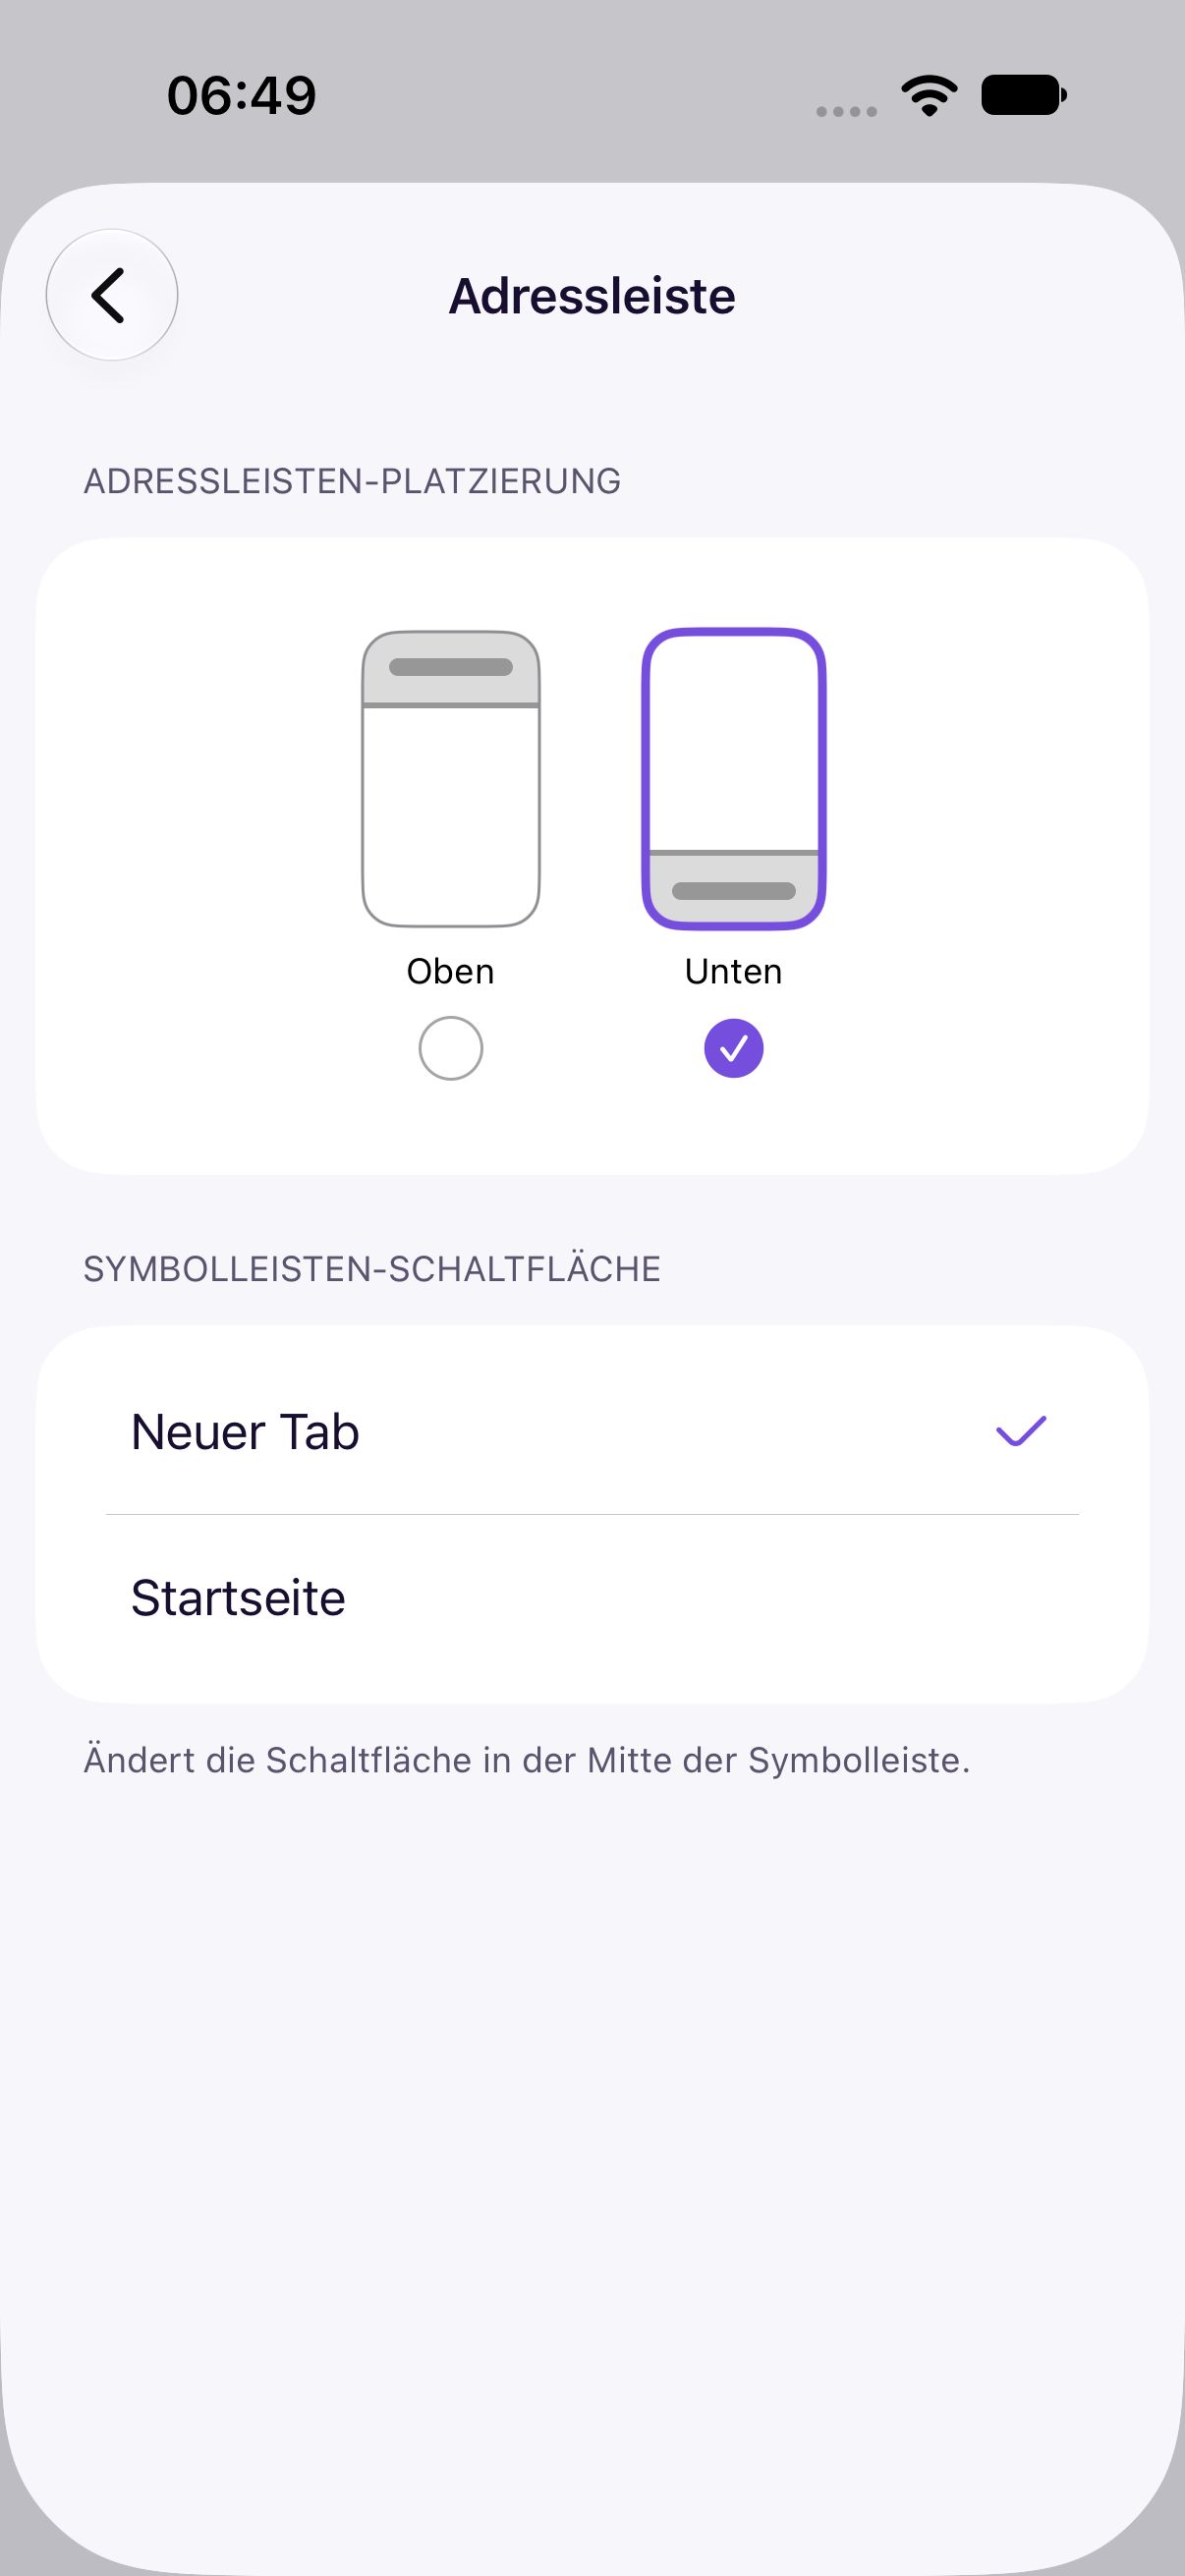 06:49
Adressleiste
ADRESSLEISTEN-PLATZIERUNG
Oben
Unten
SYMBOLLEISTEN-SCHALTFLÄCHE
Neuer Tab
Startseite
Ändert die Schaltfläche in der Mitte der Symbolleiste.